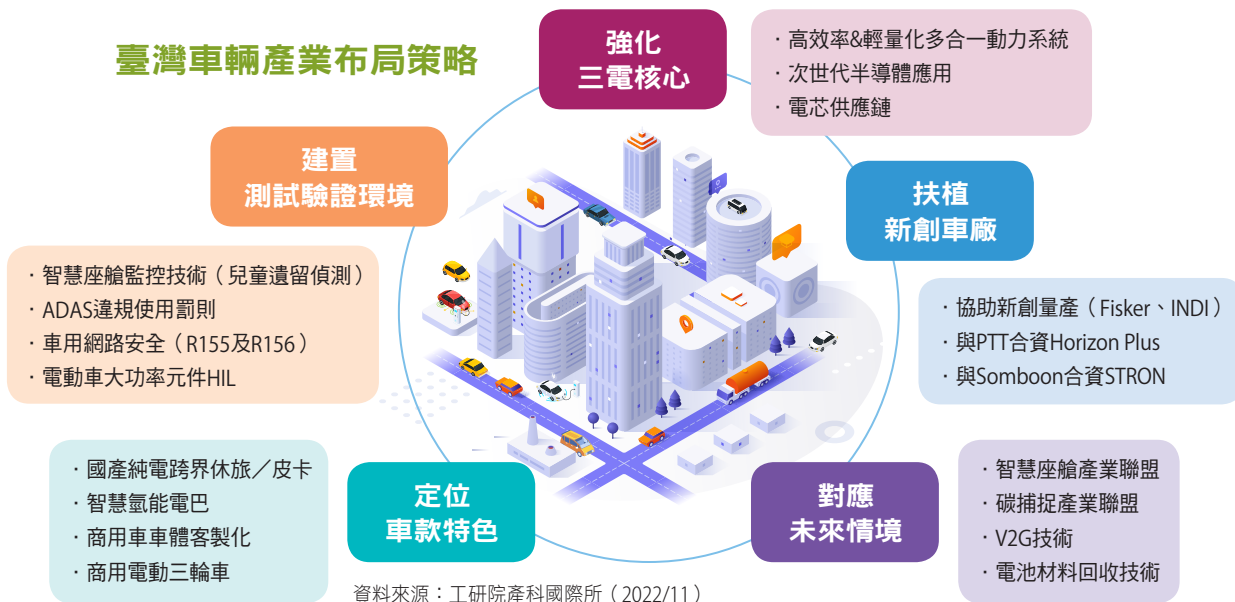 臺灣車輛產業布局策略
強化
三電核心
· 高效率&輕量化多合一動力系統
· 次世代半導體應用
· 電芯供應鏈
扶植
新創車廠
· 協助新創量產（Fisker、INDI）
· 與PTT合資Horizon Plus
· 與Somboon合資STRON
對應
未來情境
· 智慧座艙產業聯盟
· 碳捕捉產業聯盟
· V2G技術
· 電池材料回收技術
定位
車款特色
· 國產純電跨界休旅／皮卡
· 智慧氫能電巴
· 商用車車體客製化
· 商用電動三輪車
建置
測試驗證環境
· 智慧座艙監控技術（兒童遺留偵測）
· ADAS違規使用罰則
· 車用網路安全（R155及R156）
· 電動車大功率元件HIL
資料來源：工研院產科國際所（2022/11）